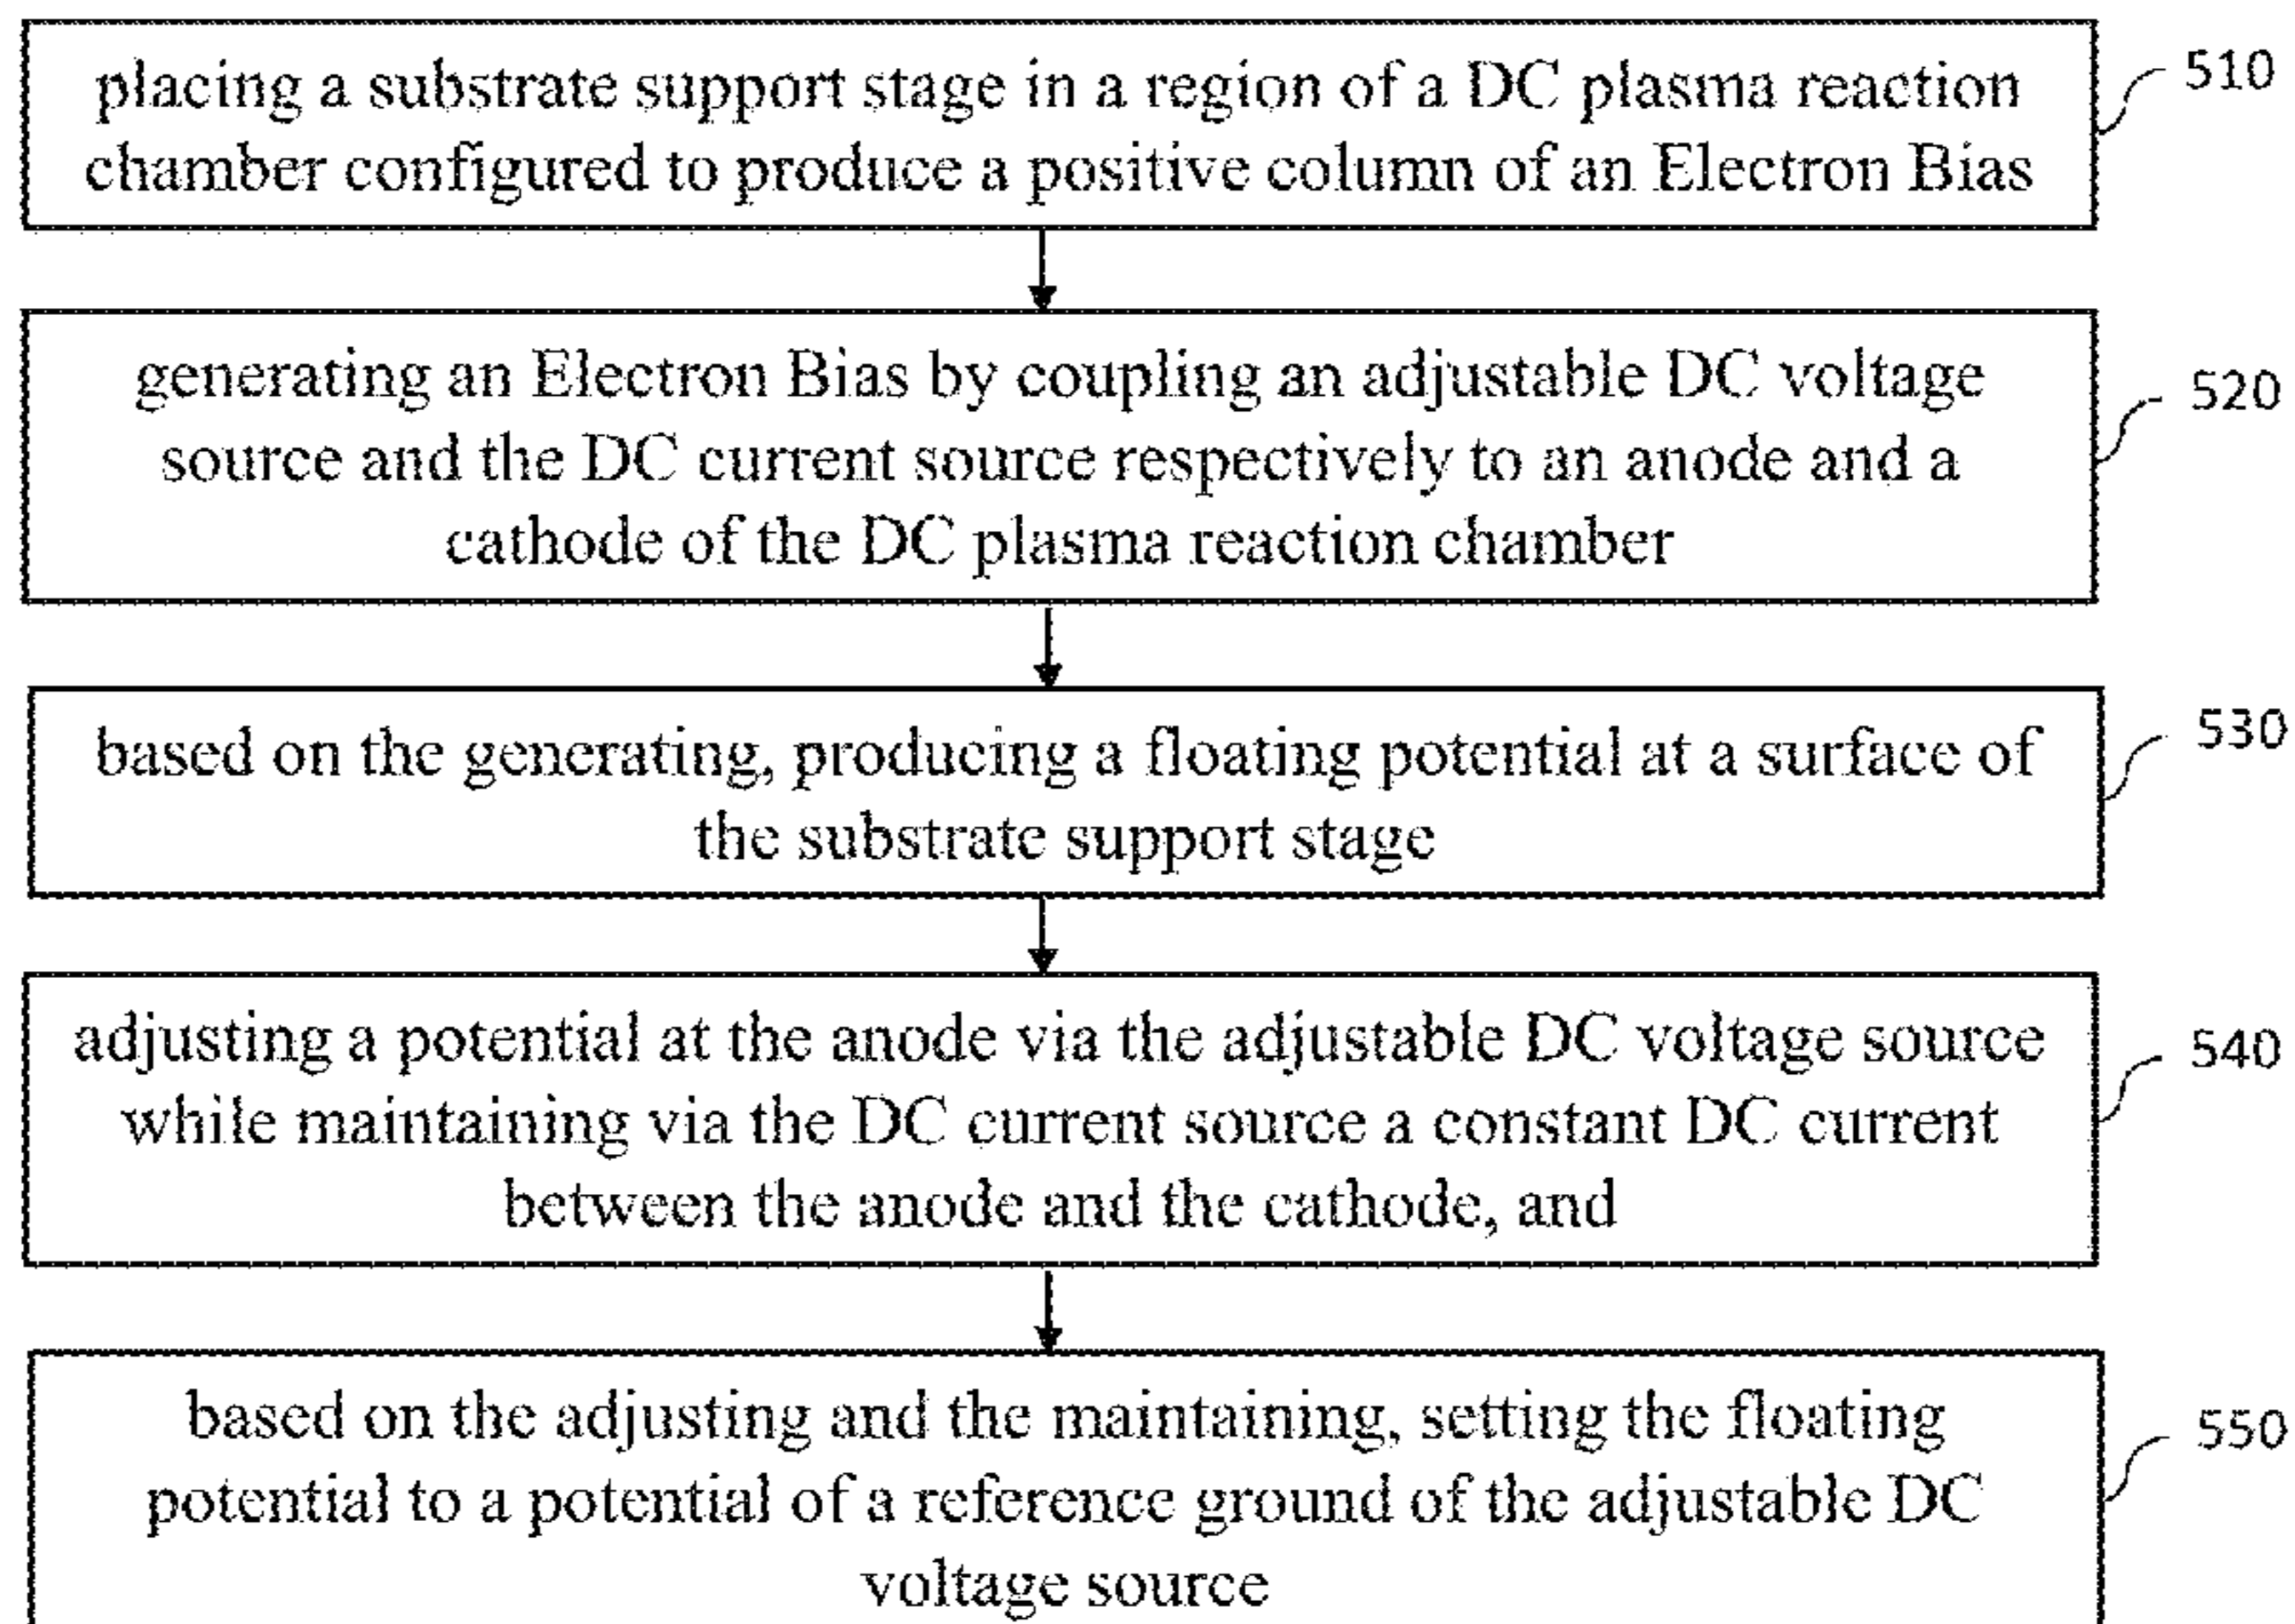 placing a substrate support stage in a region of a DC plasma reaction
chamber configured to produce a positive column of an Electron Bias
510
generating an Electron Bias by coupling an adjustable DC voltage
source and the DC current source respectively to an anode and a
cathode of the DC plasma reaction chamber
520
based on the generating, producing a floating potential at a surface of
the substrate support stage
530
adjusting a potential at the anode via the adjustable DC voltage source
while maintaining via the DC current source a constant DC current
between the anode and the cathode, and
540
based on the adjusting and the maintaining, setting the floating
potential to a potential of a reference ground of the adjustable DC
voltage source
550